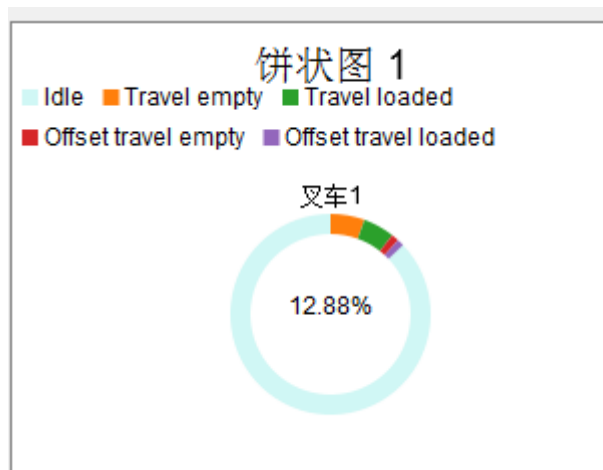 饼状图 1
Idle Travel empty Travel loaded
Offset travel empty Offset travel loaded
叉车1
12.88%